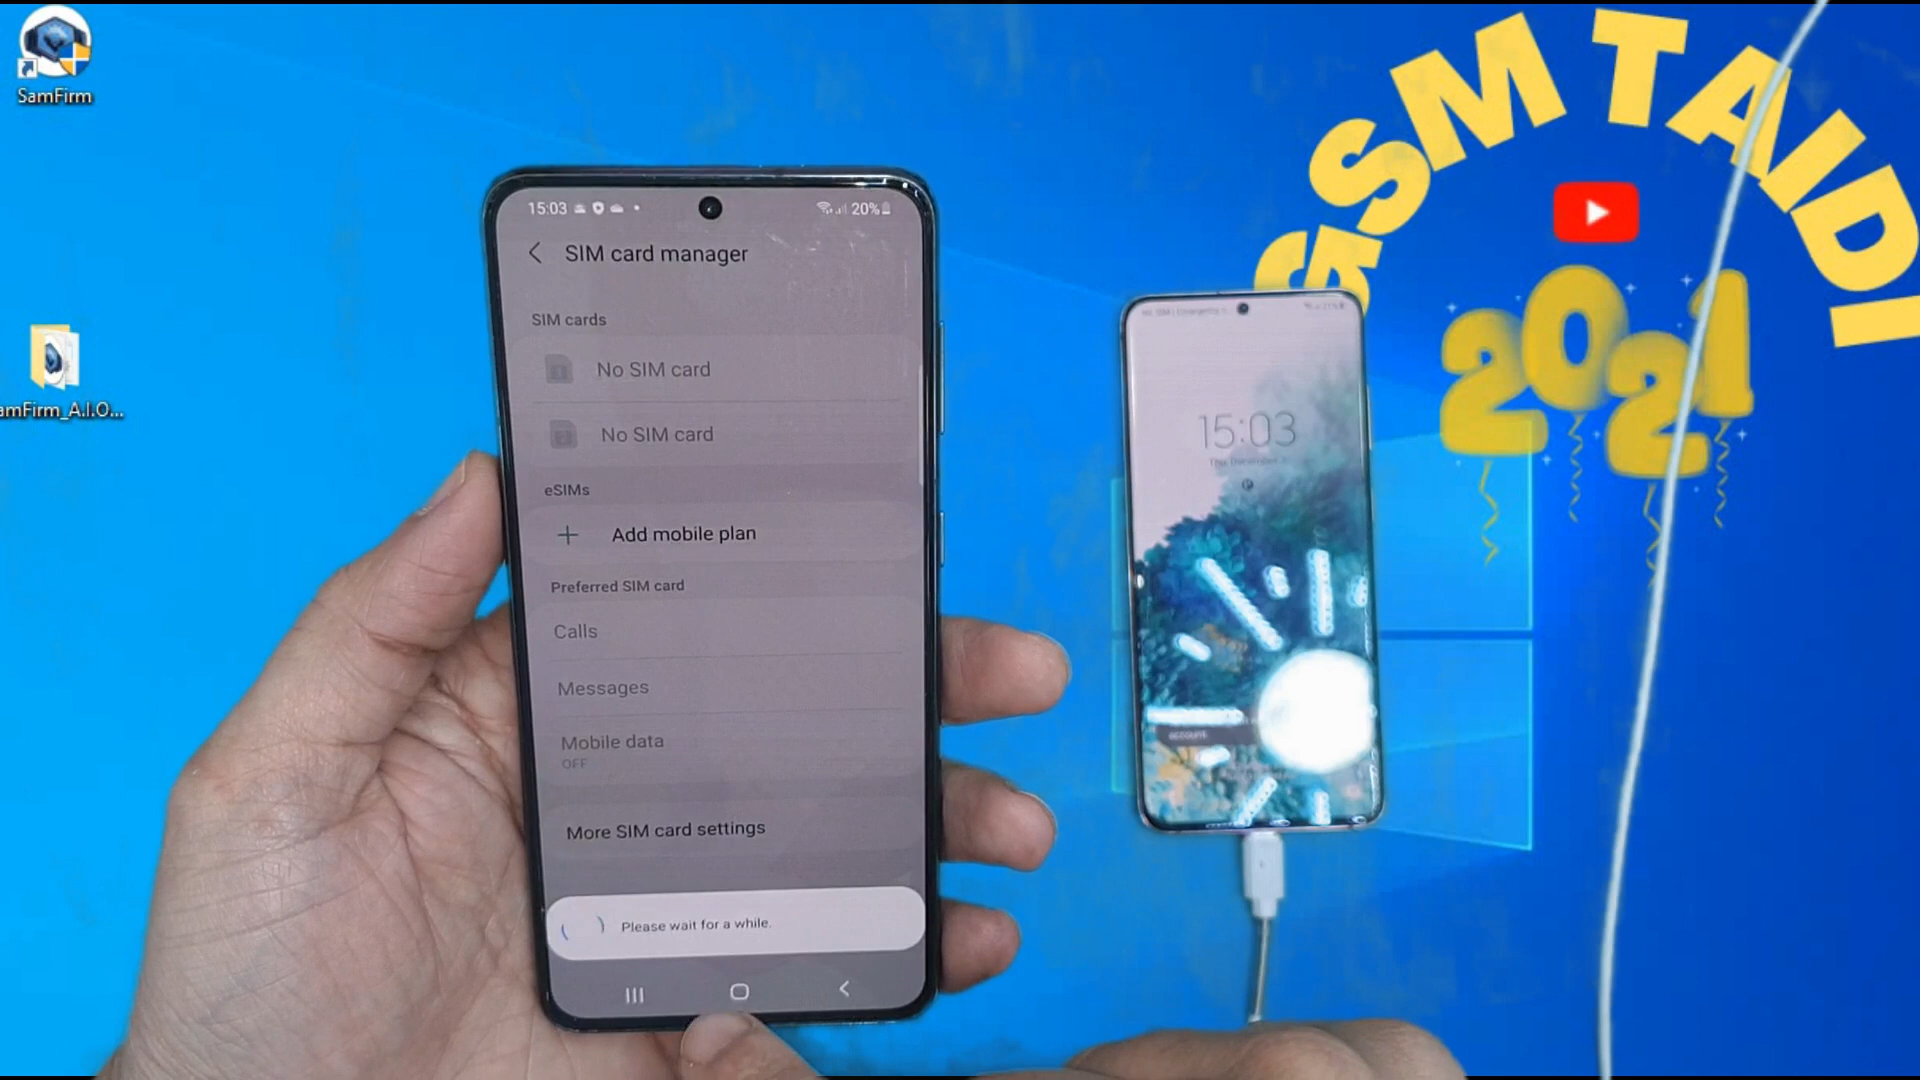 SamFirm
amFirm_A.I.O...
15:03
20%
SIM card manager
SIM cards
No SIM card
No SIM card
eSIMs
Add mobile plan
Preferred SIM card
Calls
Messages
Mobile data
OFF
More SIM card settings
Please wait for a while.
15:03
account
GSM TAIDI
2021